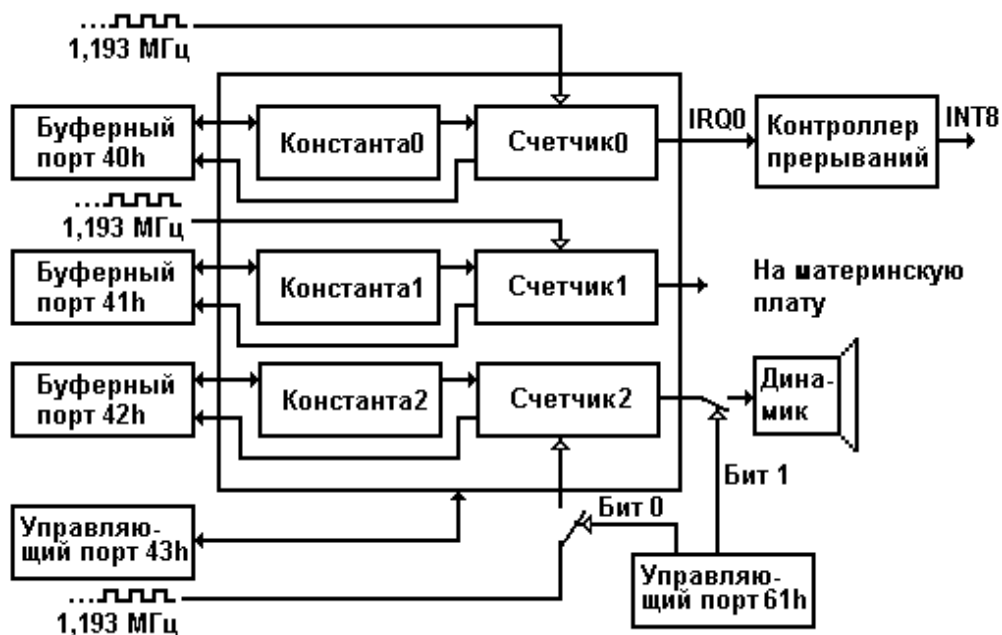 1,193 МГц
Буферный
порт 40h
Константа0
Счетчик0
IRQ0
Контроллер
прерываний
INT8
1,193 МГц
Буферный
порт 41h
Константа1
Счетчик1
На материнскую
плату
Буферный
порт 42h
Константа2
Счетчик2
Дина-
мик
Бит 1
Бит 0
Управляю-
щий порт 43h
Управляю-
щий порт 61h
1,193 МГц